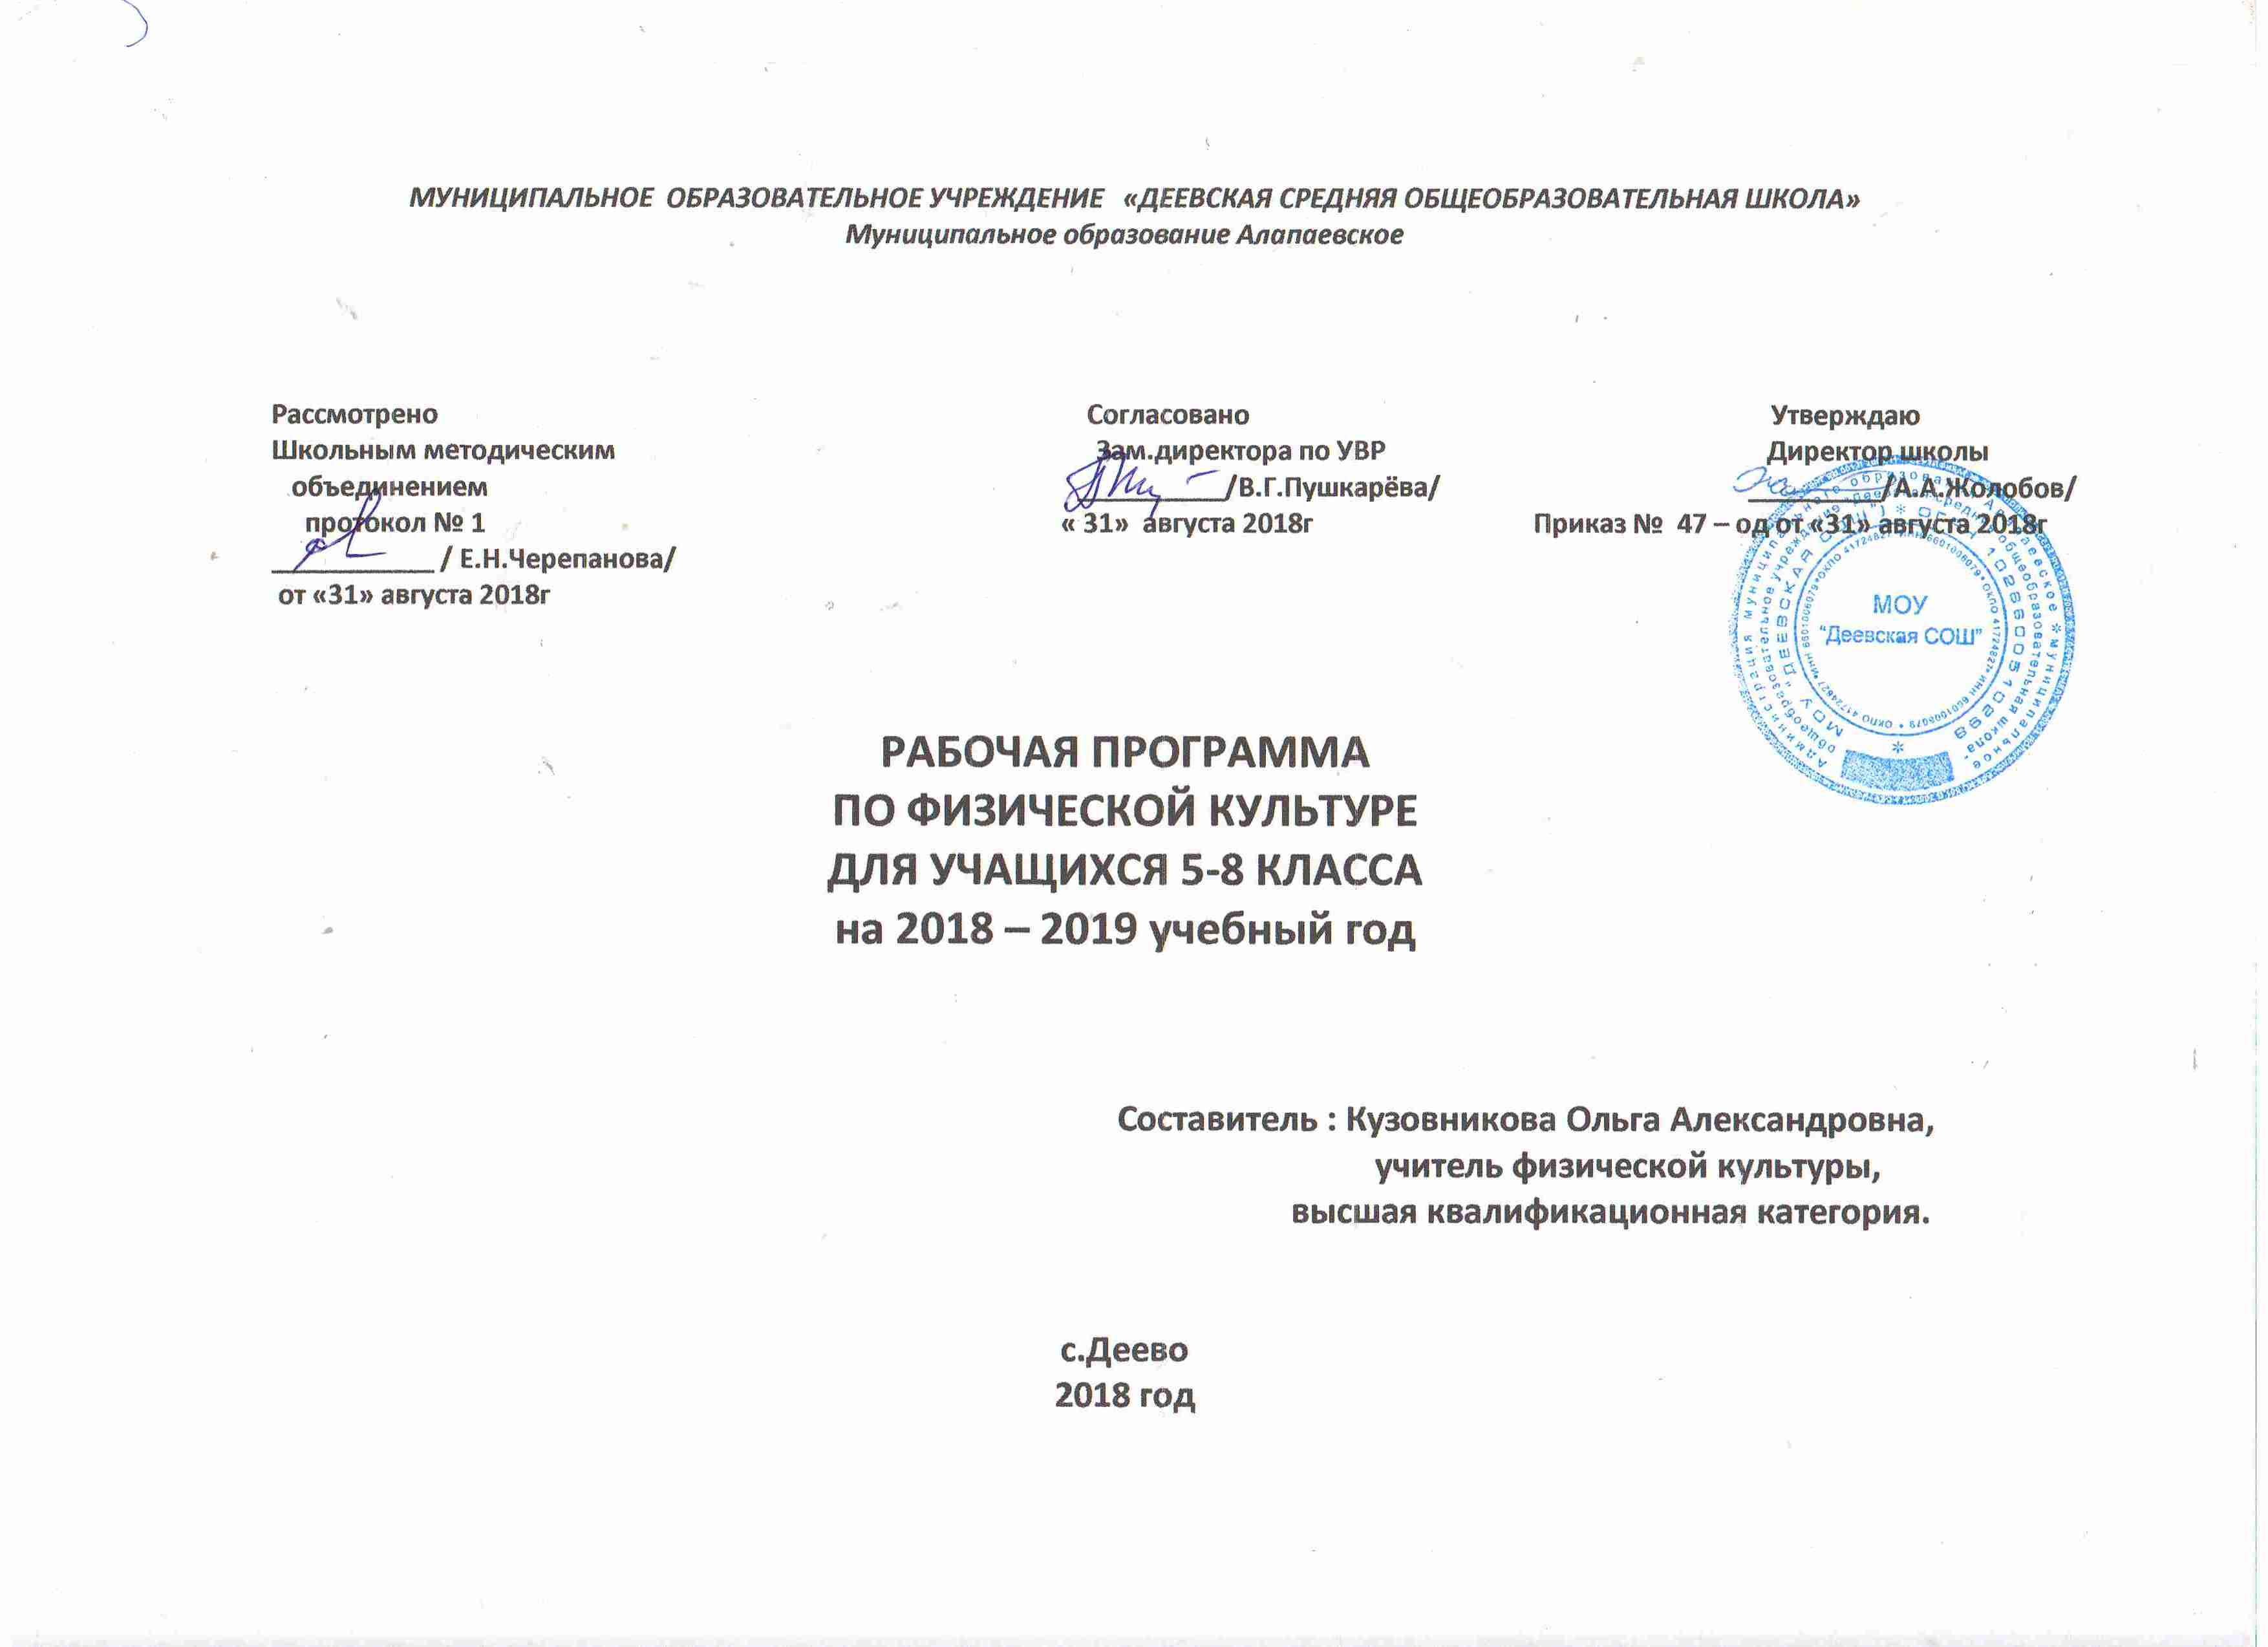 МУНИЦИПАЛЬНОЕ ОБРАЗОВАТЕЛЬНОЕ УЧРЕЖДЕНИЕ «ДЕЕВСКАЯ СРЕДНЯЯ ОБЩЕОБРАЗОВАТЕЛЬНАЯ ШКОЛА»
Муниципальное образование Алапаевское
Рассмотрено
Школьным методическим
объединением
протокол № 1
____________ / Е.Н.Черепанова/
от «31» августа 2018г
Согласовано
Зам.директора по УВР
___________/В.Г.Пушкарёва/
« 31» августа 2018г
Утверждаю
Директор школы
__________/А.А.Жолобов/
Приказ № 47 – од от «31» августа 2018г
МОУ
"Деевская СОШ"
РАБОЧАЯ ПРОГРАММА
ПО ФИЗИЧЕСКОЙ КУЛЬТУРЕ
ДЛЯ УЧАЩИХСЯ 5-8 КЛАССА
на 2018 – 2019 учебный год
Составитель : Кузовникова Ольга Александровна,
учитель физической культуры,
высшая квалификационная категория.
с.Деево
2018 год